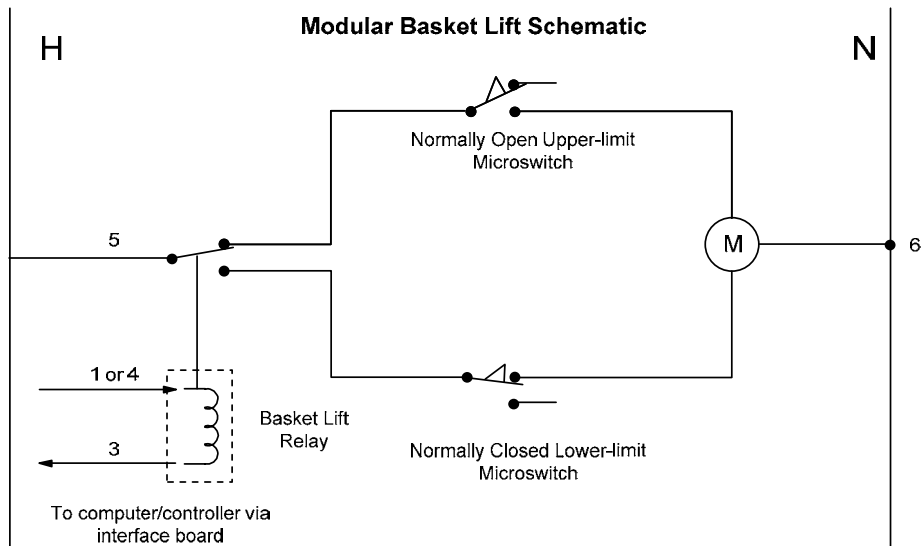 Modular Basket Lift Schematic
H
N
Normally Open Upper-limit
Microswitch
5
M
6
1 or 4
Basket Lift
Relay
3
Normally Closed Lower-limit
Microswitch
To computer/controller via
interface board